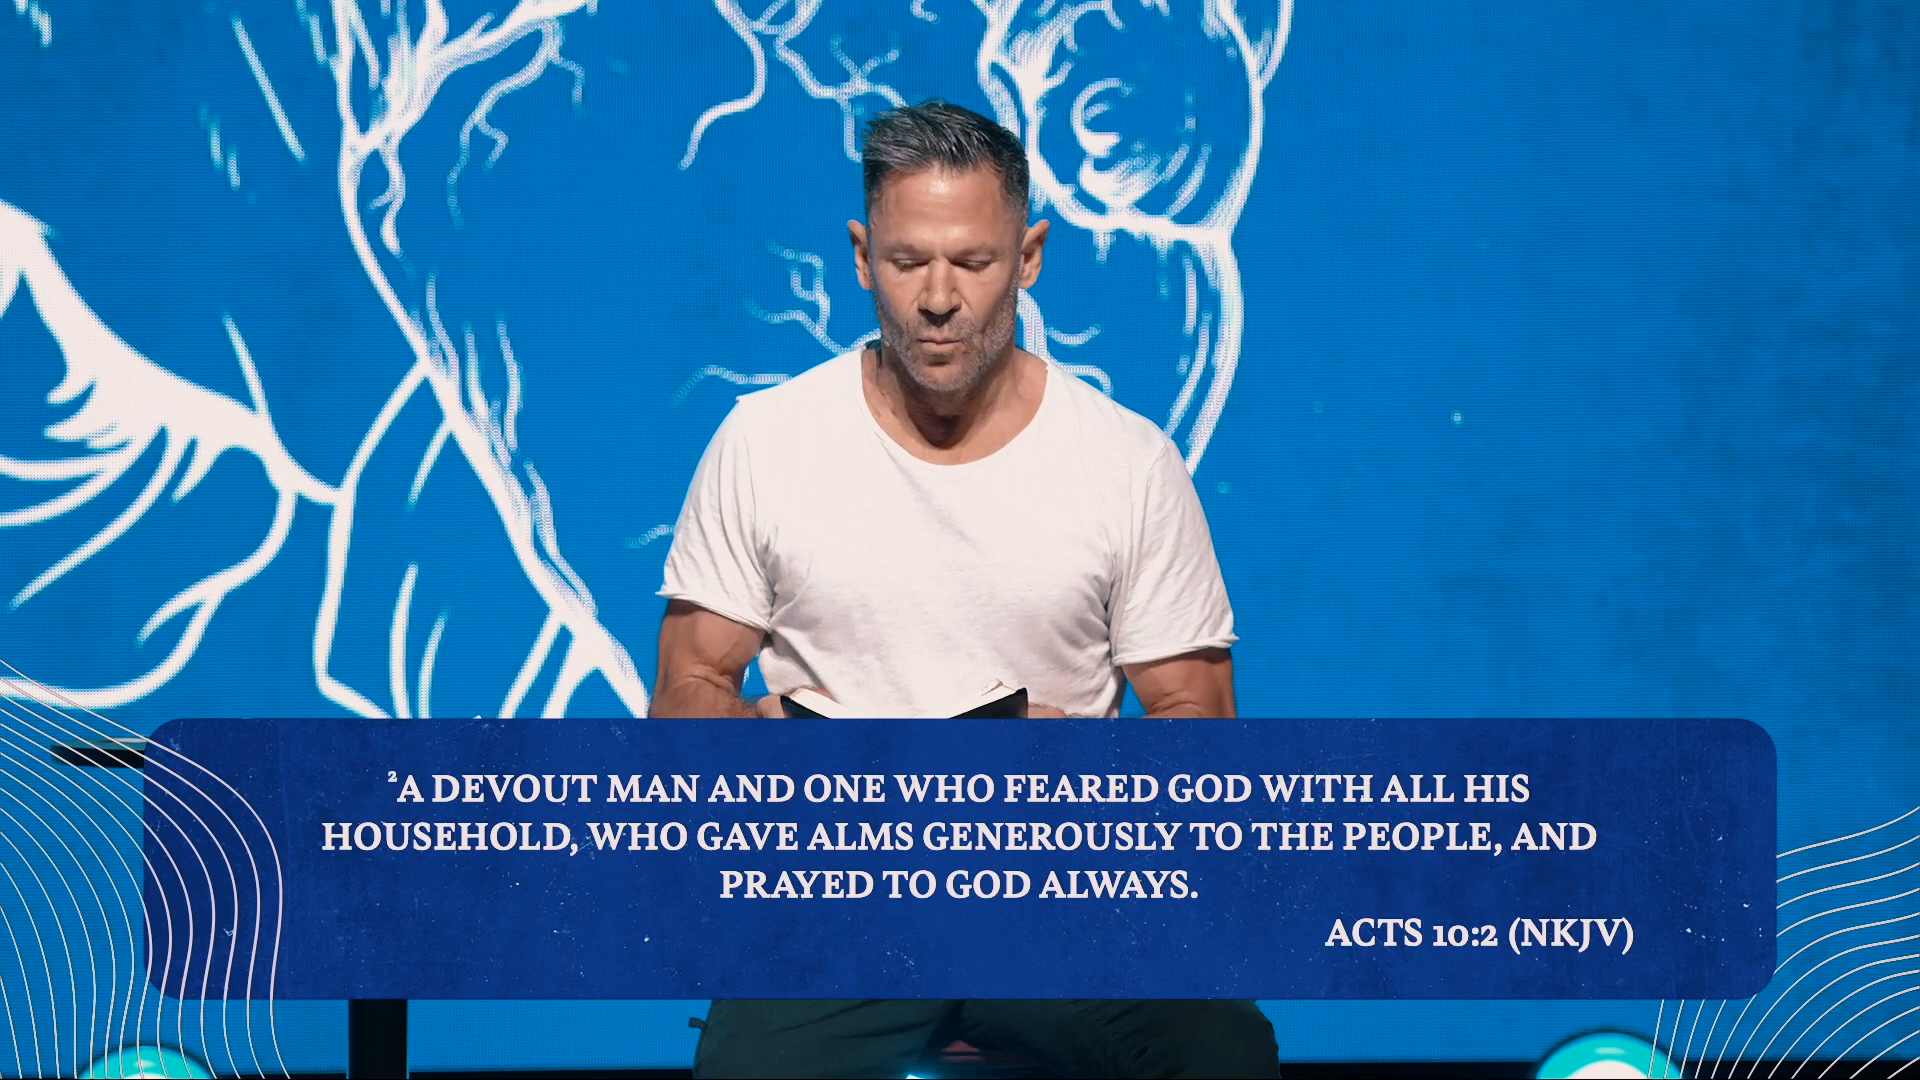 ²A DEVOUT MAN AND ONE WHO FEARED GOD WITH ALL HIS
HOUSEHOLD, WHO GAVE ALMS GENEROUSLY TO THE PEOPLE, AND
PRAYED TO GOD ALWAYS.
ACTS 10:2 (NKJV)